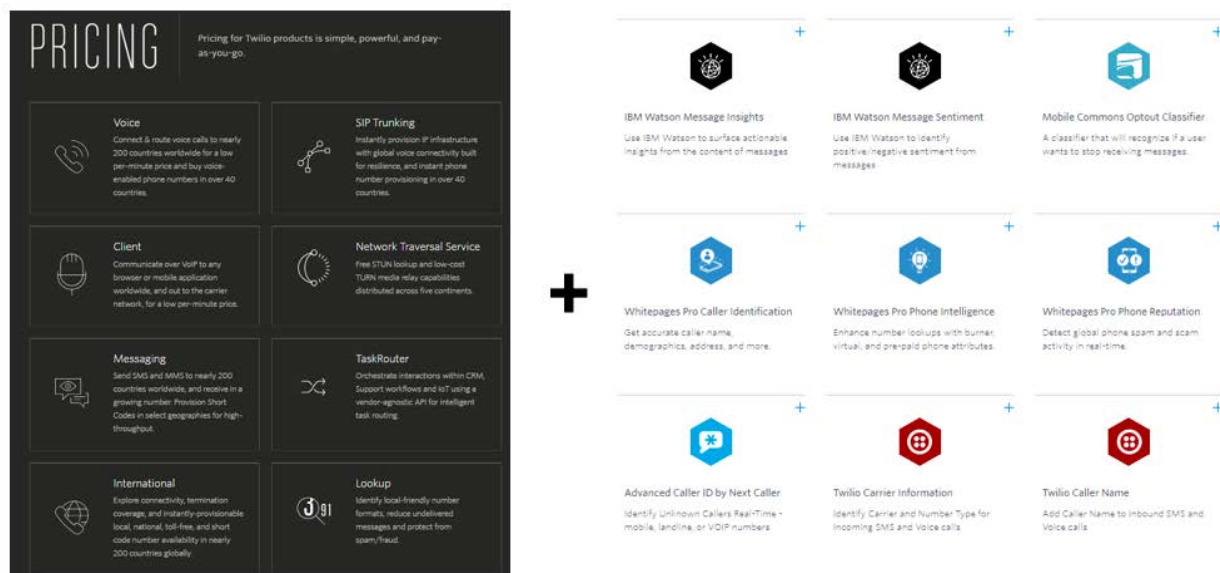 PRICING
Pricing for Twilio products is simple, powerful, and pay-
as-you-go.
Voice
Connect & route voice calls to nearly
200 countries worldwide for a low
per-minute price and buy voice-
enabled phone numbers in over 40
countries.
SIP Trunking
Instantly provision IP infrastructure
with global voice connectivity built
for resilience, and instant phone
number provisioning in over 40
countries.
Client
Communicate over VoIP to any
browser or mobile application
worldwide, and out to the carrier
network, for a low per-minute price.
Network Traversal Service
Free STUN lookup and low-cost
TURN media relay capabilities
distributed across five continents.
Messaging
Send SMS and MMS to nearly 200
countries worldwide, and receive in a
growing number. Provision Short
Codes in select geographies for high-
throughput.
TaskRouter
Orchestrate interactions within CRM,
Support workflows and IoT using a
vendor-agnostic API for intelligent
task routing.
International
Explore connectivity, termination
coverage, and instantly-provisionable
local, national, toll-free, and short
code number availability in nearly
200 countries globally.
391
Lookup
Identify local-friendly number
formats, reduce undelivered
messages and protect from
spam/fraud.
+
IBM Watson Message Insights
Use IBM Watson to surface actionable
insights from the content of messages
IBM Watson Message Sentiment
Use IBM Watson to identify
positive/negative sentiment from
messages
Mobile Commons Optout Classifier
A classifier that will recognize if a user
wants to stop receiving messages.
Whitepages Pro Caller Identification
Get accurate caller name,
demographics, address, and more.
Whitepages Pro Phone Intelligence
Enhance number lookups with burner,
virtual, and pre-paid phone attributes.
Whitepages Pro Phone Reputation
Detect global phone spam and scam
activity in real-time.
Advanced Caller ID by Next Caller
Identify Unknown Callers Real-Time -
mobile, landline, or VOIP numbers
Twilio Carrier Information
Identify Carrier and Number Type for
incoming SMS and Voice calls
Twilio Caller Name
Add Caller Name to inbound SMS and
Voice calls